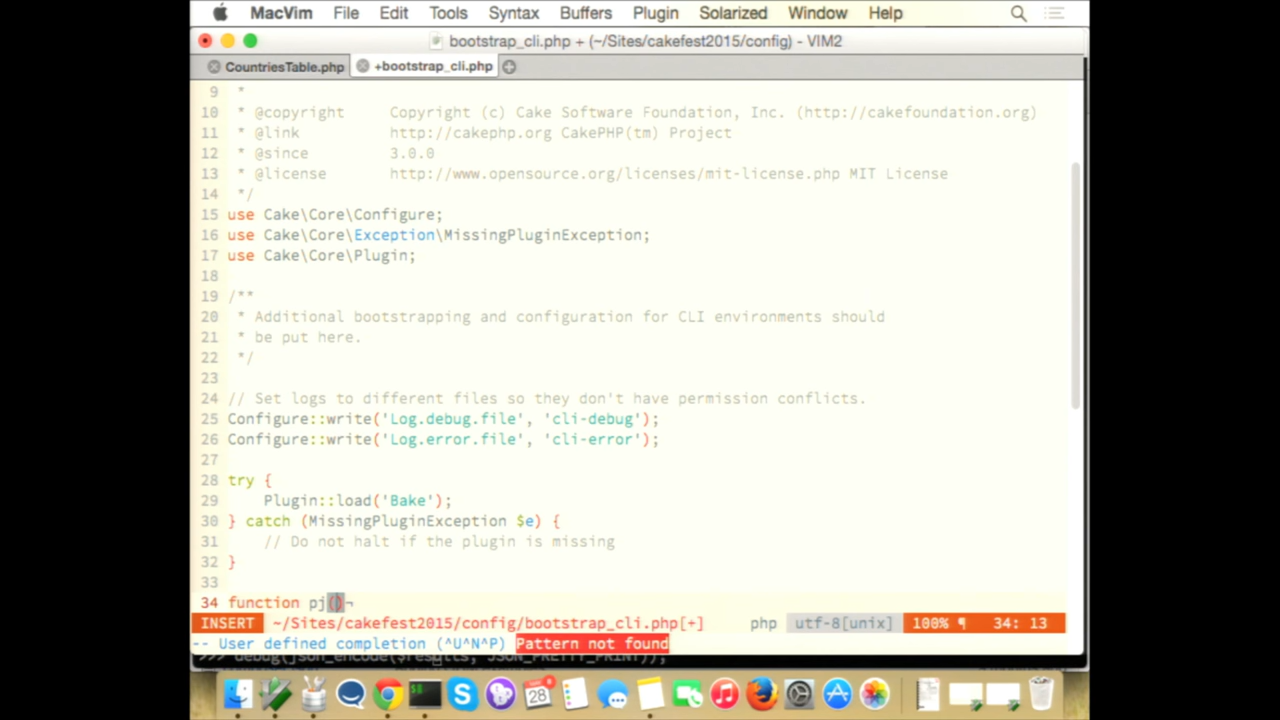 MacVim File Edit Tools Syntax Buffers Plugin Solarized Window Help
bootstrap_cli.php + (~/Sites/cakefest2015/config) - VIM2
CountriesTable.php +bootstrap_cli.php
9 *
10 * @copyright Copyright (c) Cake Software Foundation, Inc. (http://cakefoundation.org)
11 * @link http://cakephp.org CakePHP(tm) Project
12 * @since 3.0.0
13 * @license http://www.opensource.org/licenses/mit-license.php MIT License
14 */
15 use Cake\Core\Configure;
16 use Cake\Core\Exception\MissingPluginException;
17 use Cake\Core\Plugin;
18
19 /**
20 * Additional bootstrapping and configuration for CLI environments should
21 * be put here.
22 */
23
24 // Set logs to different files so they don't have permission conflicts.
25 Configure::write('Log.debug.file', 'cli-debug');
26 Configure::write('Log.error.file', 'cli-error');
27
28 try {
29 Plugin::load('Bake');
30 } catch (MissingPluginException $e) {
31 // Do not halt if the plugin is missing
32 }
33
34 function pj()¬
INSERT ~/Sites/cakefest2015/config/bootstrap_cli.php[+] php utf-8[unix] 100% ¶ 34: 13
-- User defined completion (^U^N^P) Pattern not found
>>> debug(json_encode($results, JSON_PRETTY_PRINT));
28